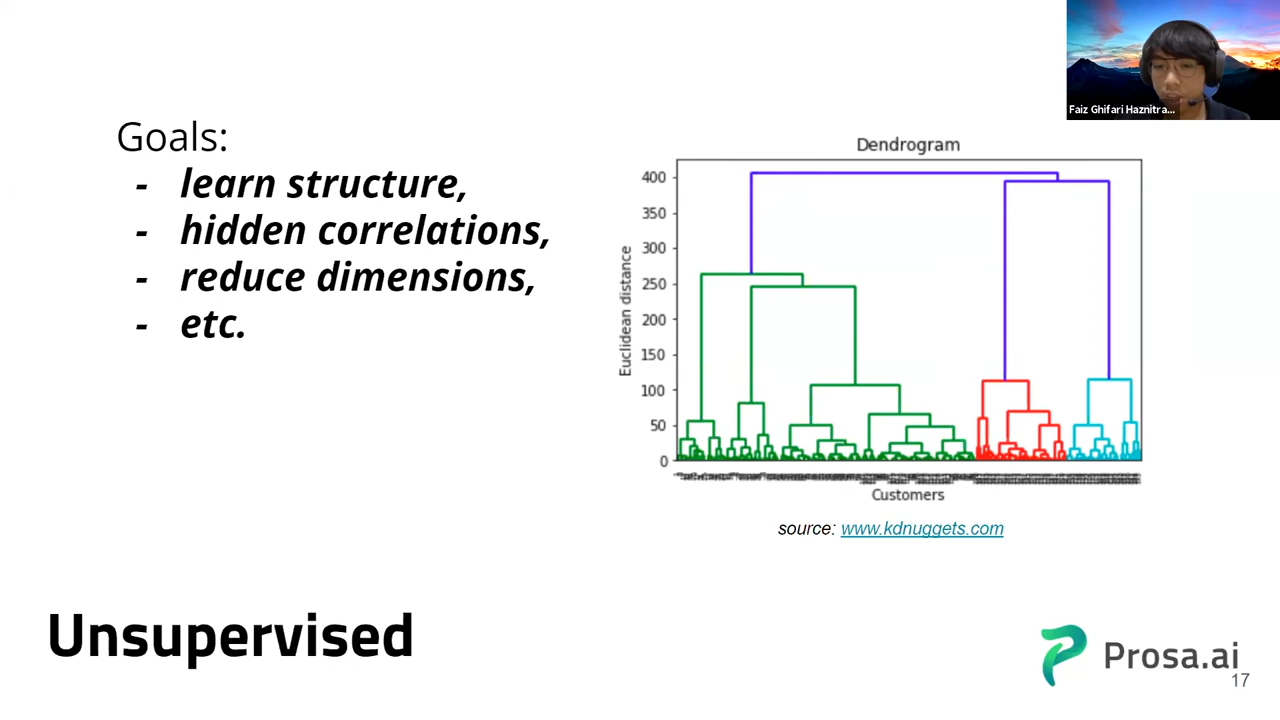 Faiz Ghifari Haznitra...
Goals:
- learn structure,
- hidden correlations,
- reduce dimensions,
- etc.
Dendrogram
400
350
300
250
200
150
100
50
0
Euclidean distance
Customers
source: www.kdnuggets.com
Unsupervised
Prosa.ai
17